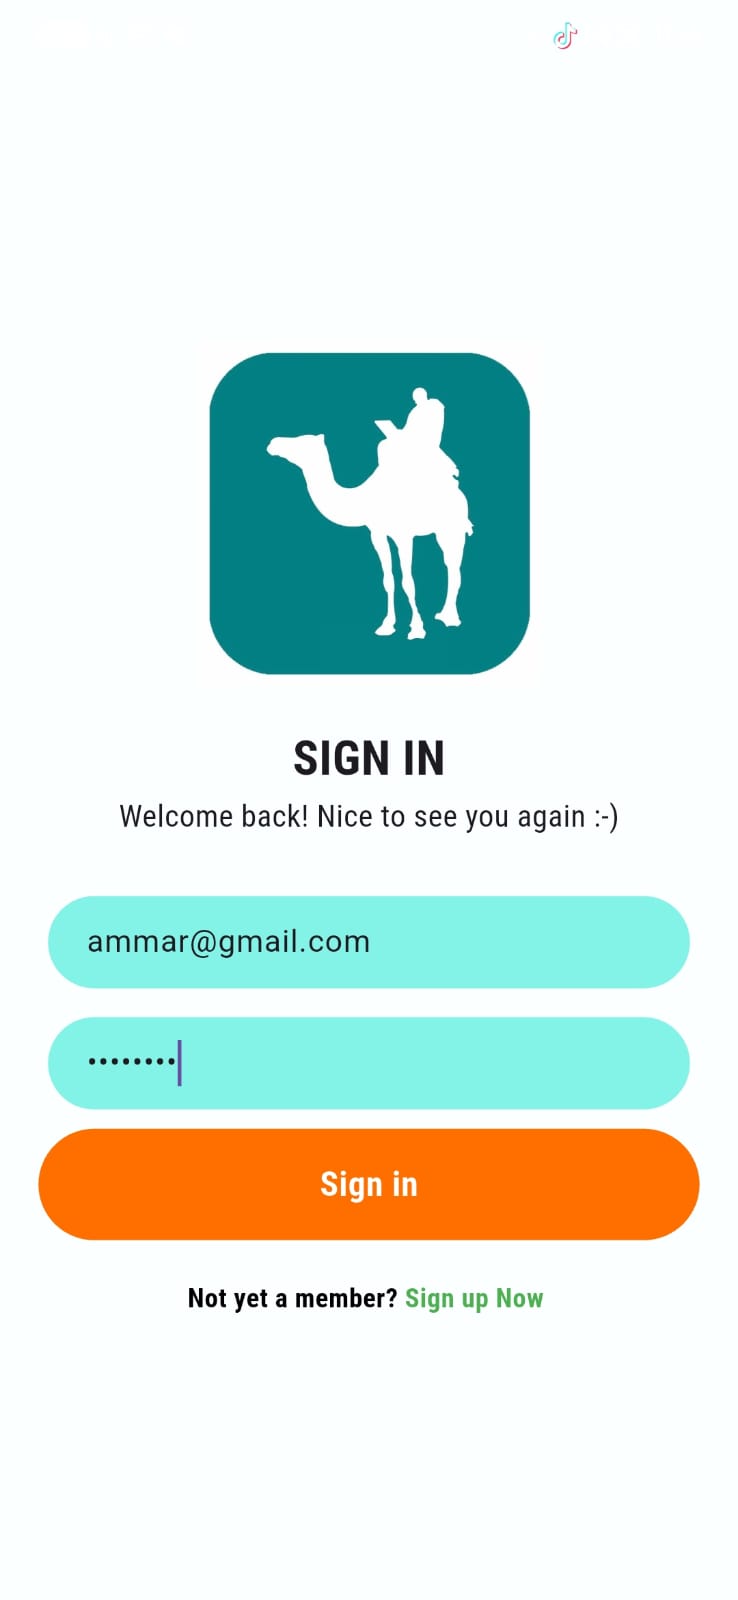 SIGN IN
Welcome back! Nice to see you again :-)
ammar@gmail.com
••••••••
Sign in
Not yet a member? Sign up Now